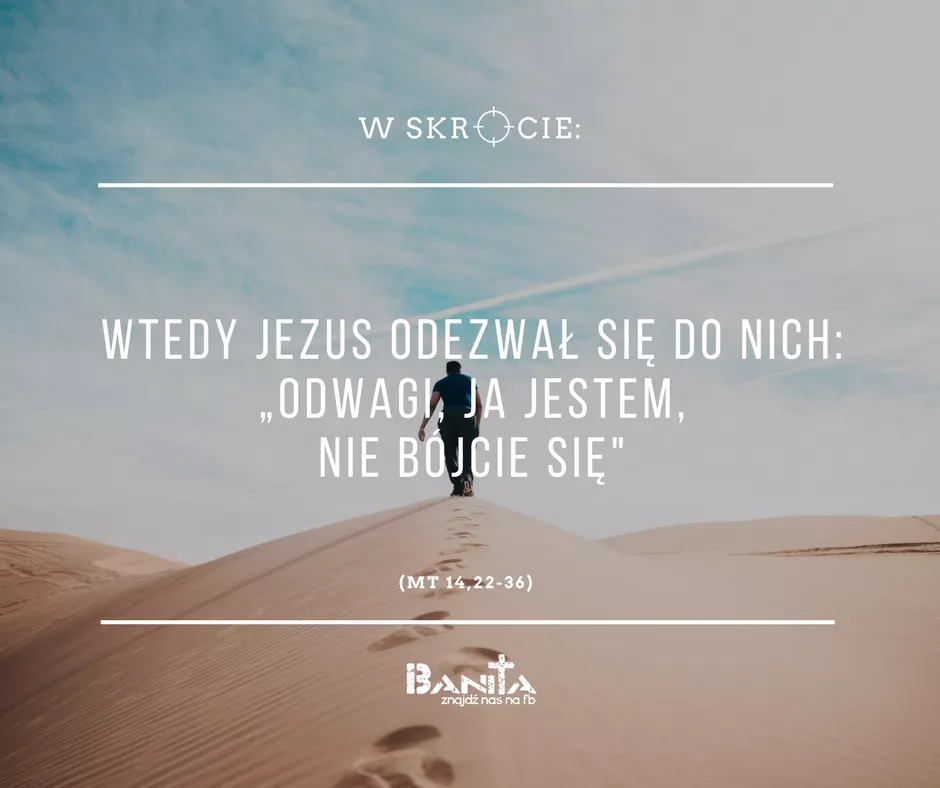 W SKRÓCIE:
WTEDY JEZUS ODEZWAŁ SIĘ DO NICH:
„ODWAGI, JA JESTEM,
NIE BÓJCIE SIĘ"
(MT 14,22-36)
BANITA
znajdź nas na fb